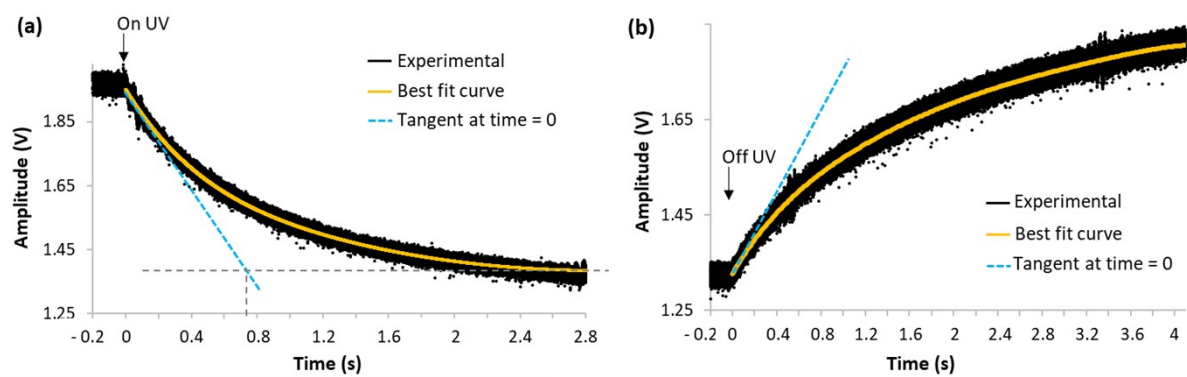 (a)
On UV
Experimental
Best fit curve
Tangent at time = 0
Amplitude (V)
1.85
1.65
1.45
1.25
- 0.2 0 0.4 0.8 1.2 1.6 2 2.4 2.8
Time (s)
(b)
Off UV
Experimental
Best fit curve
Tangent at time = 0
Amplitude (V)
1.65
1.45
1.25
- 0.2 0 0.4 0.8 1.2 1.6 2 2.4 2.8 3.2 3.6 4
Time (s)